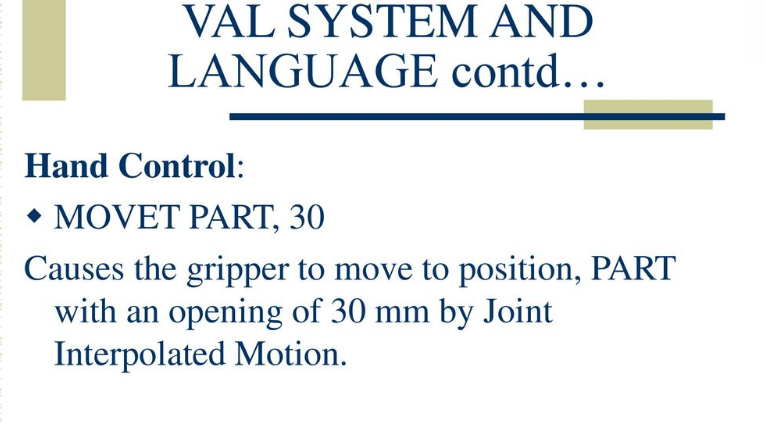 VAL SYSTEM AND
LANGUAGE contd…
Hand Control:
◆ MOVET PART, 30
Causes the gripper to move to position, PART
with an opening of 30 mm by Joint
Interpolated Motion.